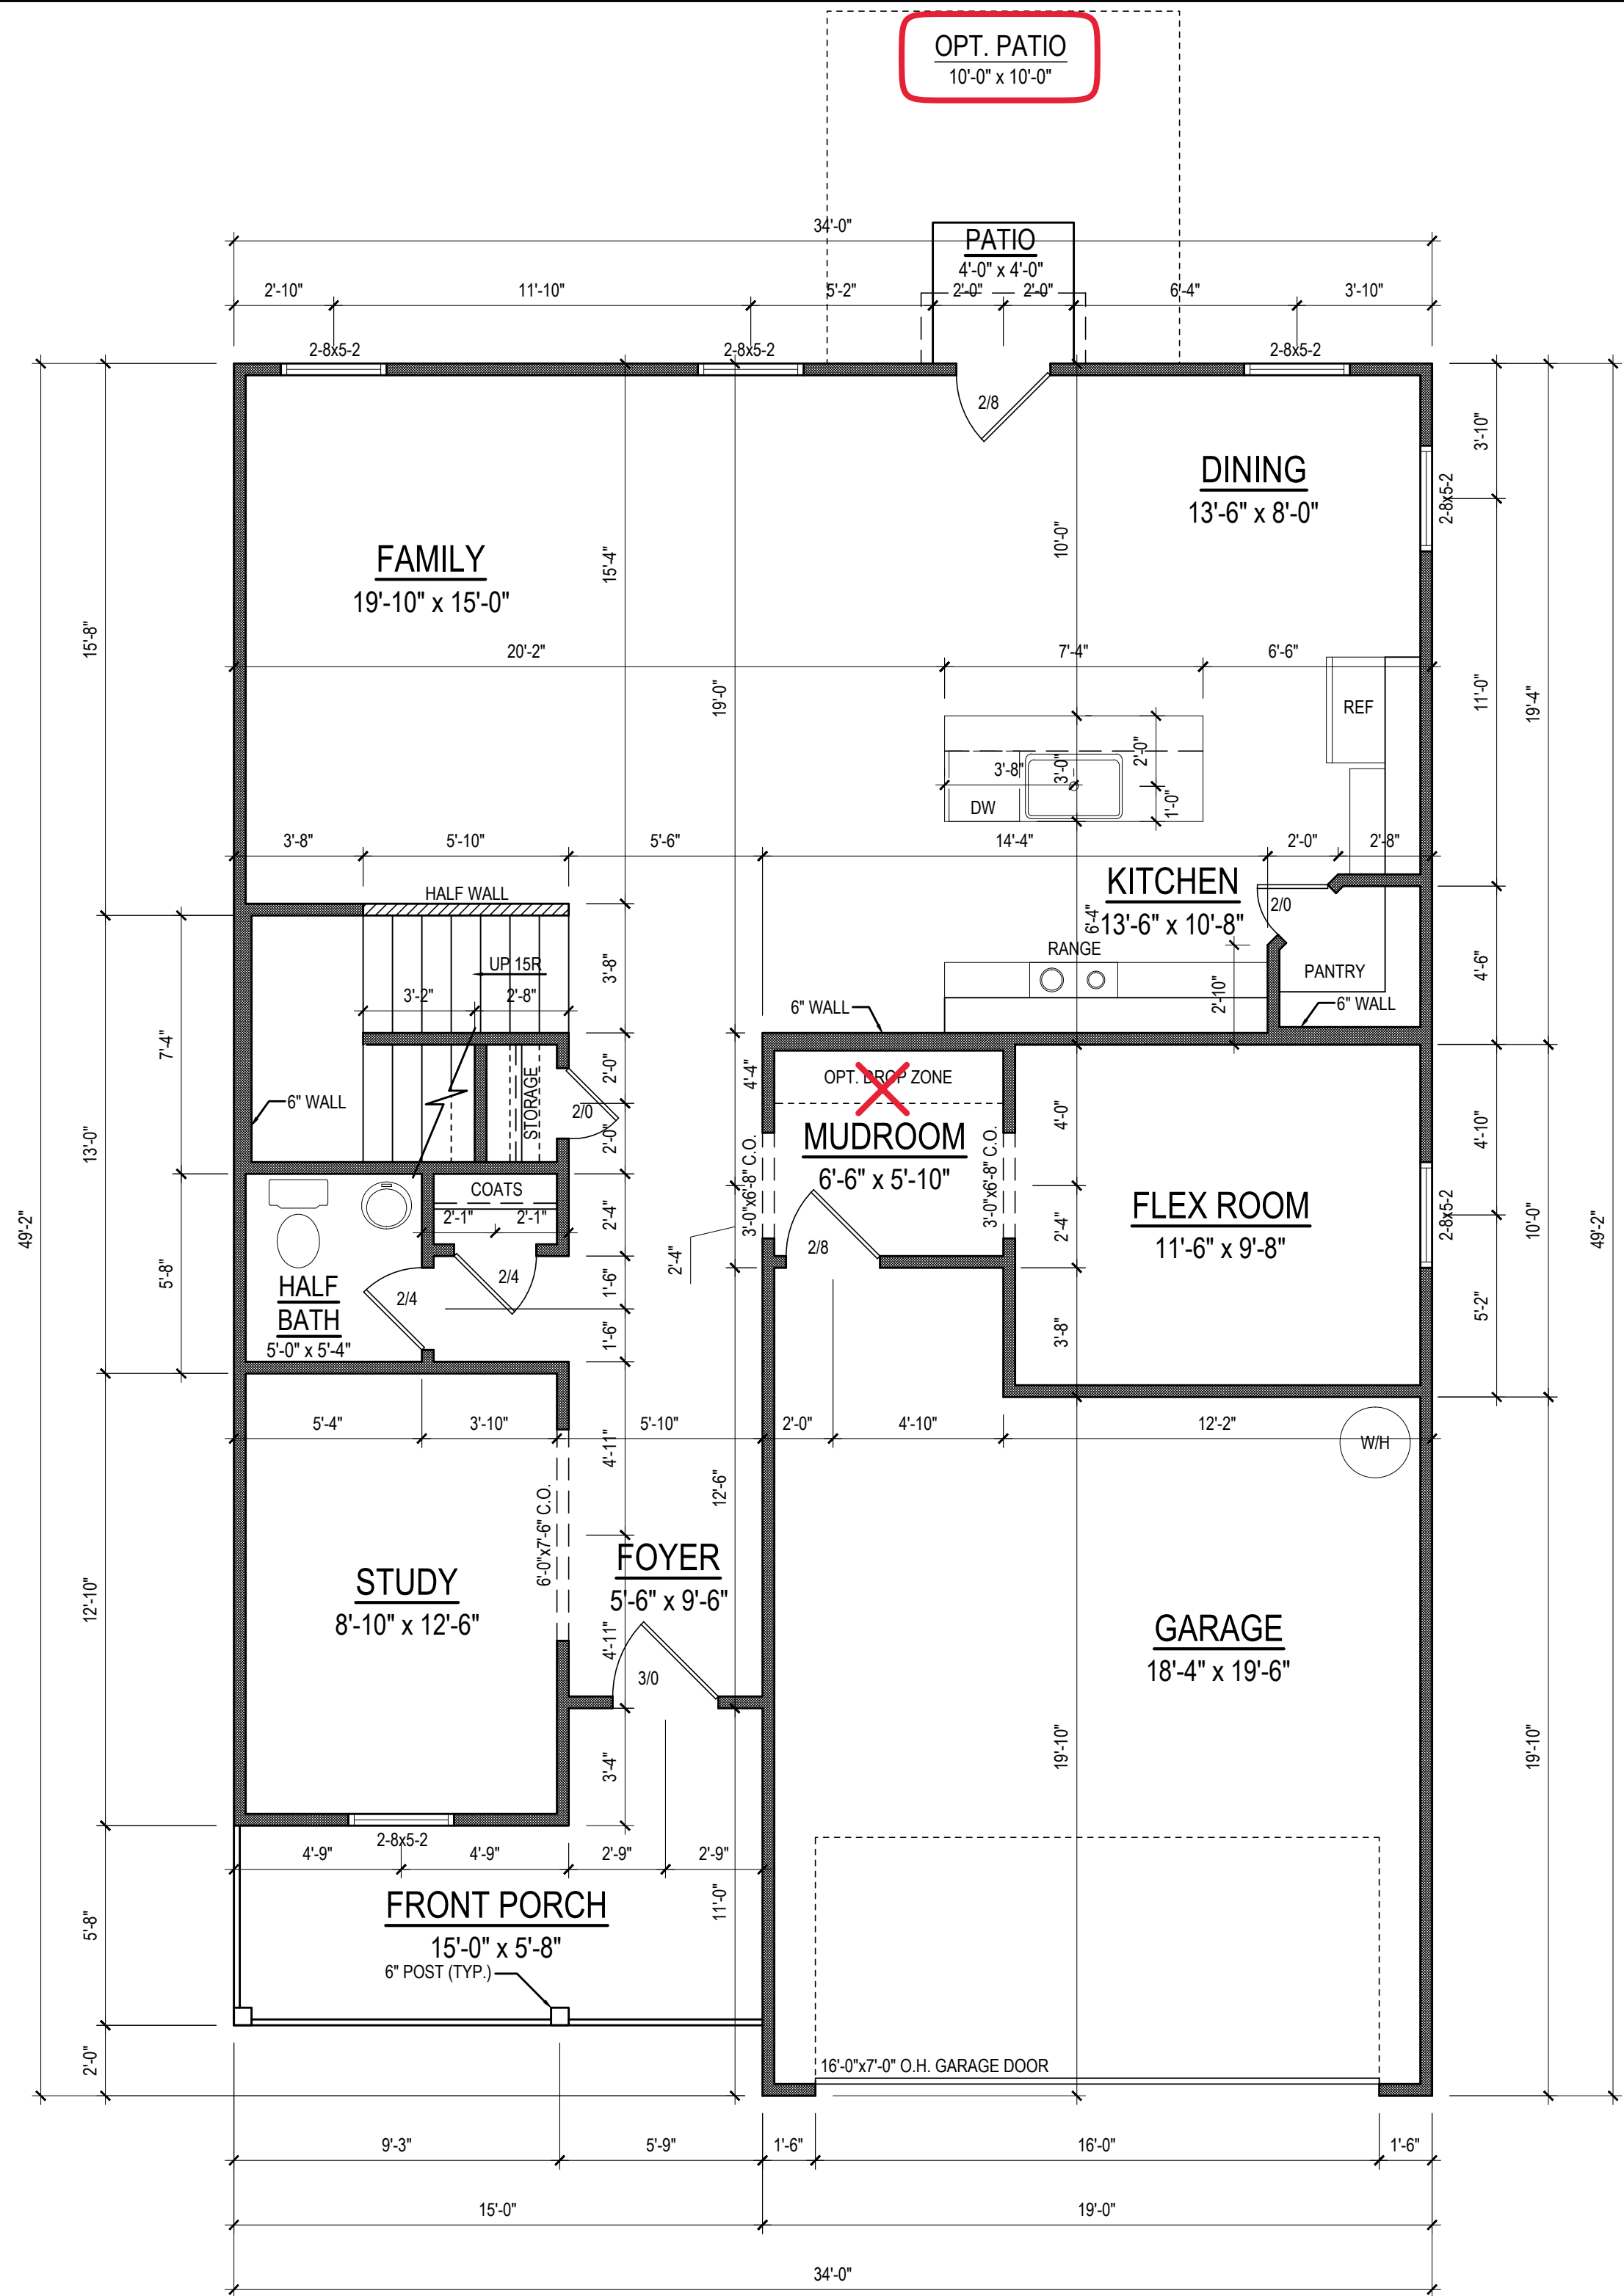 OPT. PATIO
10'-0" x 10'-0"
34'-0"
PATIO
4'-0" x 4'-0"
2'-10"
11'-10"
5'-2"
2'-0"
2'-0"
6'-4"
3'-10"
2-8x5-2
2-8x5-2
2-8x5-2
2/8
DINING
13'-6" x 8'-0"
3'-10"
2-8x5-2
FAMILY
19'-10" x 15'-0"
15'-4"
10'-0"
15'-8"
20'-2"
7'-4"
6'-6"
19'-0"
11'-0"
19'-4"
REF
2'-0"
3'-8"
3'-0"
1'-0"
DW
3'-8"
5'-10"
5'-6"
14'-4"
2'-0"
2'-8"
HALF WALL
KITCHEN
13'-6" x 10'-8"
6'-4"
2/0
RANGE
UP 15R
3'-8"
PANTRY
4'-6"
3'-2"
2'-8"
2'-10"
6" WALL
6" WALL
7'-4"
2'-0"
4'-4"
OPT. DROP ZONE
6" WALL
STORAGE
2/0
2'-0"
4'-0"
4'-10"
13'-0"
MUDROOM
6'-6" x 5'-10"
3'-0"x6'-8" C.O.
3'-0"x6'-8" C.O.
COATS
2'-1"
2'-1"
2'-4"
FLEX ROOM
11'-6" x 9'-8"
2-8x5-2
10'-0"
49'-2"
49'-2"
2'-4"
2'-4"
2/8
5'-8"
HALF
BATH
5'-0" x 5'-4"
2/4
2/4
1'-6"
1'-6"
3'-8"
5'-2"
5'-4"
3'-10"
5'-10"
2'-0"
4'-10"
12'-2"
W/H
4'-11"
12'-6"
6'-0"x7'-6" C.O.
FOYER
5'-6" x 9'-6"
STUDY
8'-10" x 12'-6"
12'-10"
4'-11"
3/0
GARAGE
18'-4" x 19'-6"
3'-4"
19'-10"
19'-10"
2-8x5-2
4'-9"
4'-9"
2'-9"
2'-9"
FRONT PORCH
15'-0" x 5'-8"
11'-0"
5'-8"
6" POST (TYP.)
2'-0"
16'-0"x7'-0" O.H. GARAGE DOOR
9'-3"
5'-9"
1'-6"
16'-0"
1'-6"
15'-0"
19'-0"
34'-0"